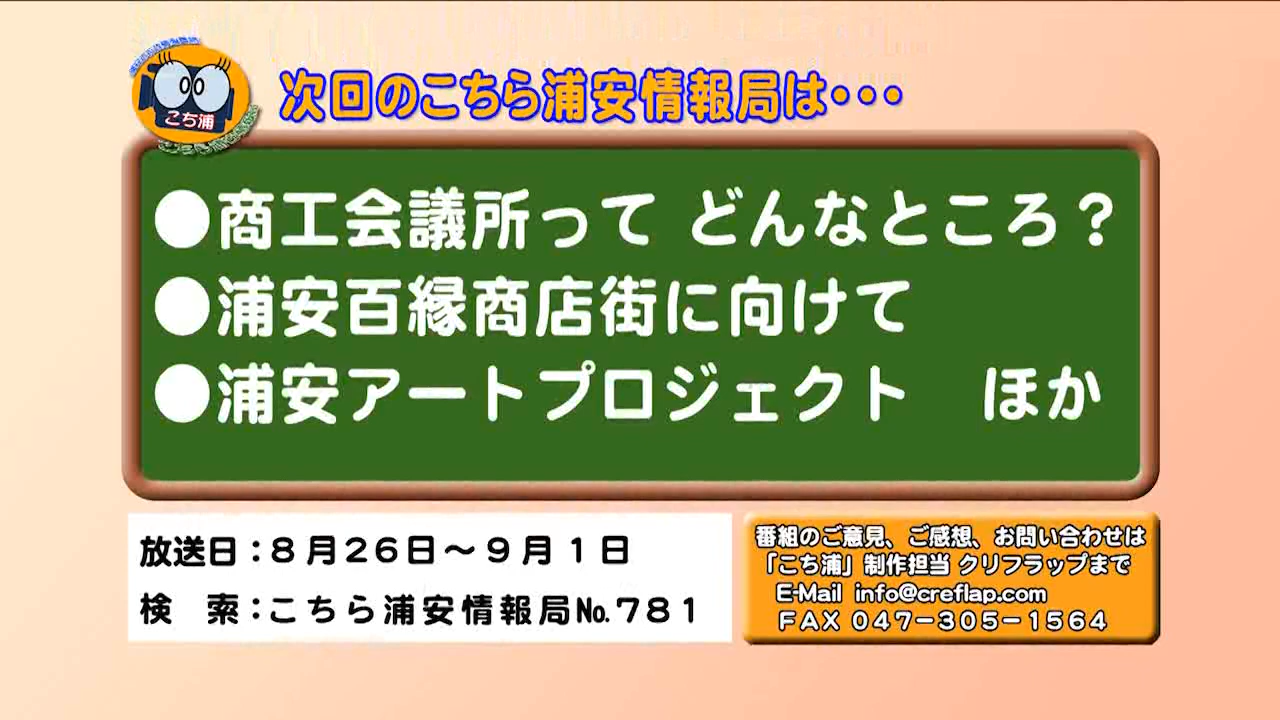 こち浦
次回のこちら浦安情報局は・・・
●商工会議所って どんなところ？
●浦安百縁商店街に向けて
●浦安アートプロジェクト　ほか
放送日：８月２６日～９月１日
検　索：こちら浦安情報局№.７８１
番組のご意見、ご感想、お問い合わせは
「こち浦」制作担当 クリフラップまで
E-Mail info@creflap.com
ＦＡＸ ０４７－３０５－１５６４